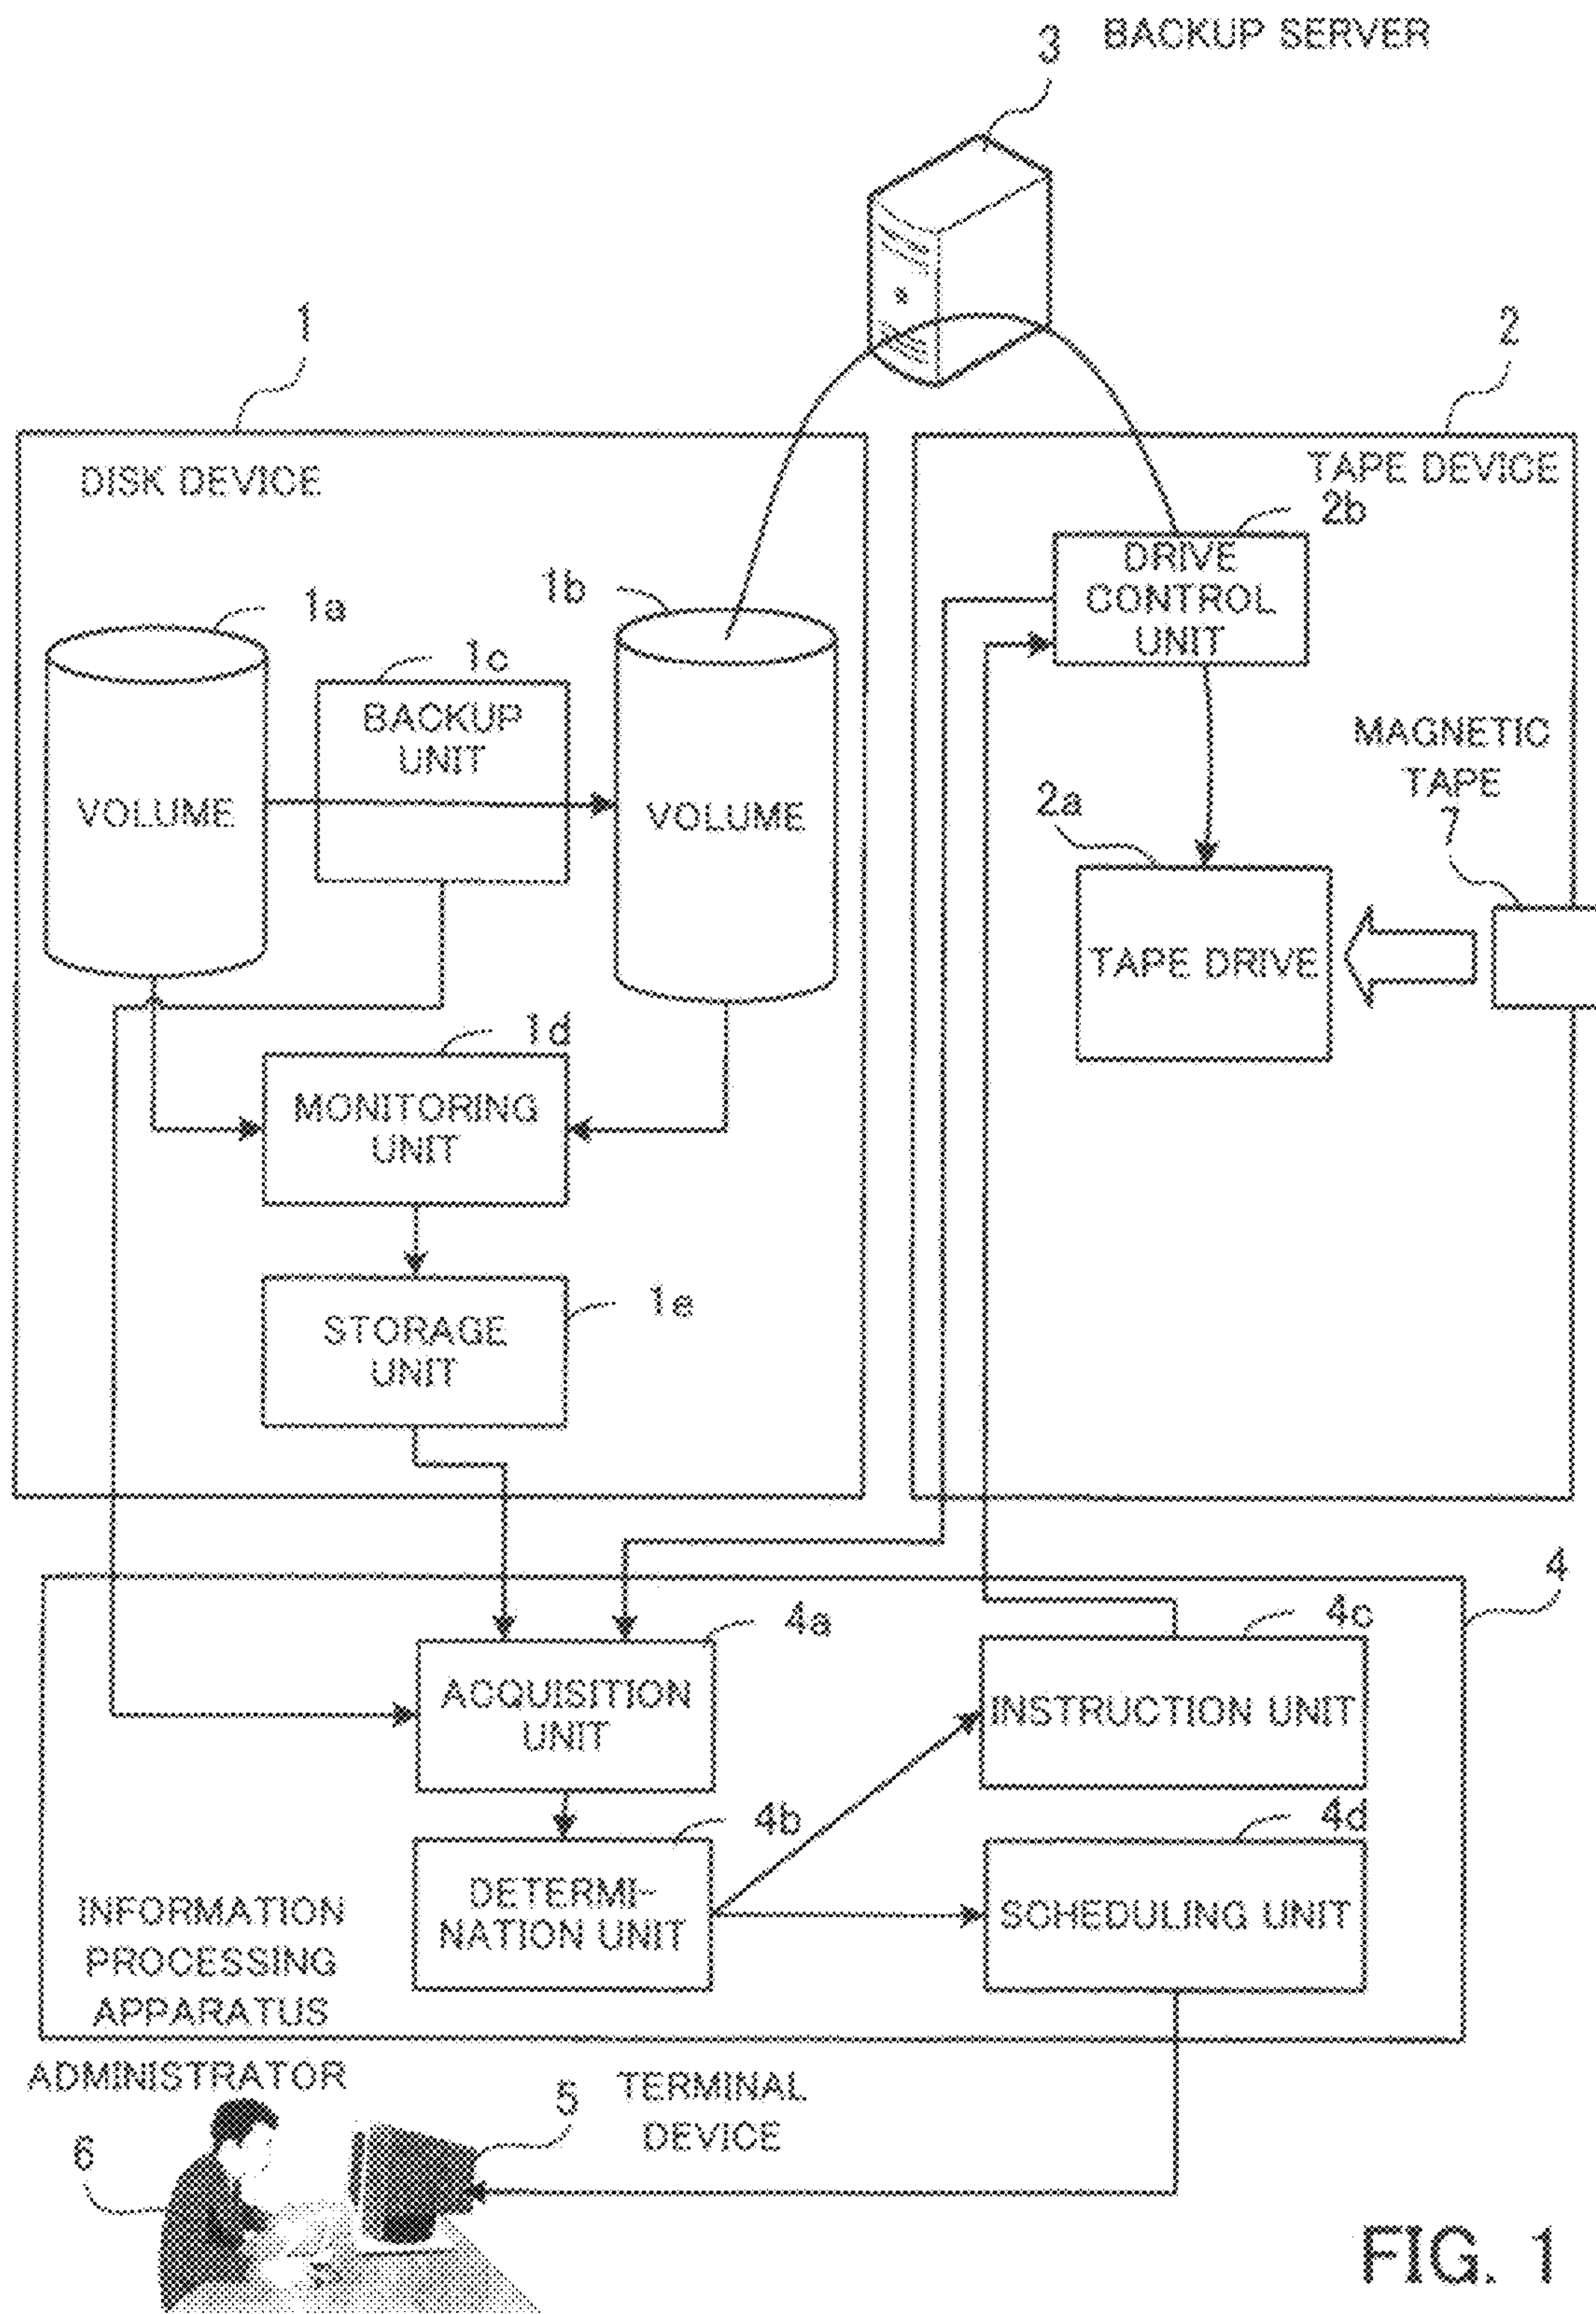 3 BACKUP SERVER
1
2
DISK DEVICE
TAPE DEVICE
2b
DRIVE
CONTROL
UNIT
1a
1b
1c
BACKUP
UNIT
VOLUME
VOLUME
MAGNETIC
TAPE
7
2a
TAPE DRIVE
1d
MONITORING
UNIT
1e
STORAGE
UNIT
4
4a
ACQUISITION
UNIT
4c
INSTRUCTION UNIT
4b
DETERMI-
NATION UNIT
4d
SCHEDULING UNIT
INFORMATION
PROCESSING
APPARATUS
ADMINISTRATOR
6
5
TERMINAL
DEVICE
FIG. 1